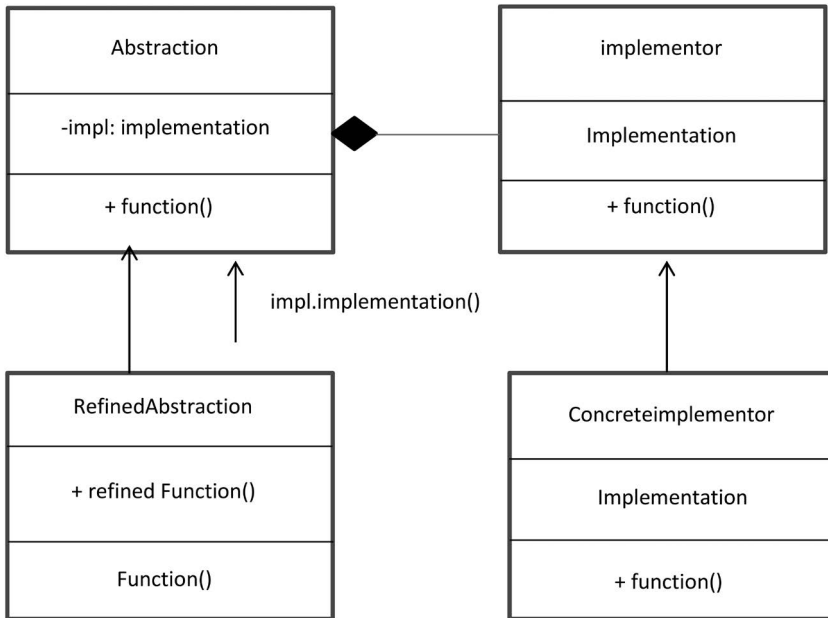 Abstraction
-impl: implementation
+ function()
implementor
Implementation
+ function()
impl.implementation()
RefinedAbstraction
+ refined Function()
Function()
Concreteimplementor
Implementation
+ function()